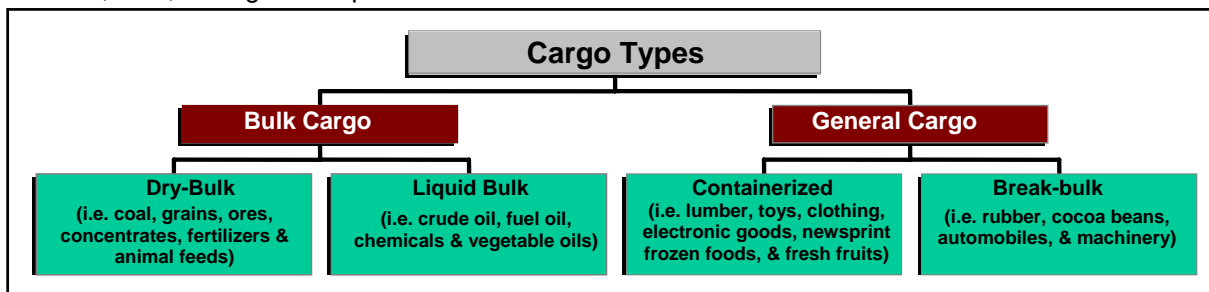 Cargo Types
Bulk Cargo
General Cargo
Dry-Bulk
(i.e. coal, grains, ores,
concentrates, fertilizers &
animal feeds)
Liquid Bulk
(i.e. crude oil, fuel oil,
chemicals & vegetable oils)
Containerized
(i.e. lumber, toys, clothing,
electronic goods, newsprint
frozen foods, & fresh fruits)
Break-bulk
(i.e. rubber, cocoa beans,
automobiles, & machinery)